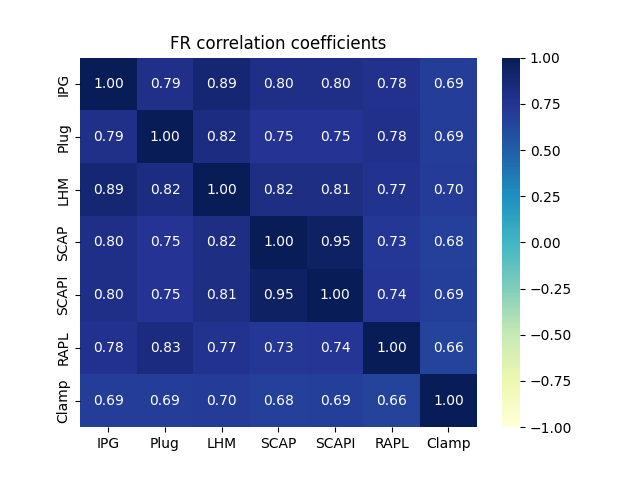 FR correlation coefficients
IPG 1.00 0.79 0.89 0.80 0.80 0.78 0.69
Plug 0.79 1.00 0.82 0.75 0.75 0.78 0.69
LHM 0.89 0.82 1.00 0.82 0.81 0.77 0.70
SCAP 0.80 0.75 0.82 1.00 0.95 0.73 0.68
SCAPI 0.80 0.75 0.81 0.95 1.00 0.74 0.69
RAPL 0.78 0.83 0.77 0.73 0.74 1.00 0.66
Clamp 0.69 0.69 0.70 0.68 0.69 0.66 1.00
IPG Plug LHM SCAP SCAPI RAPL Clamp
1.00
0.75
0.50
0.25
0.00
−0.25
−0.50
−0.75
−1.00